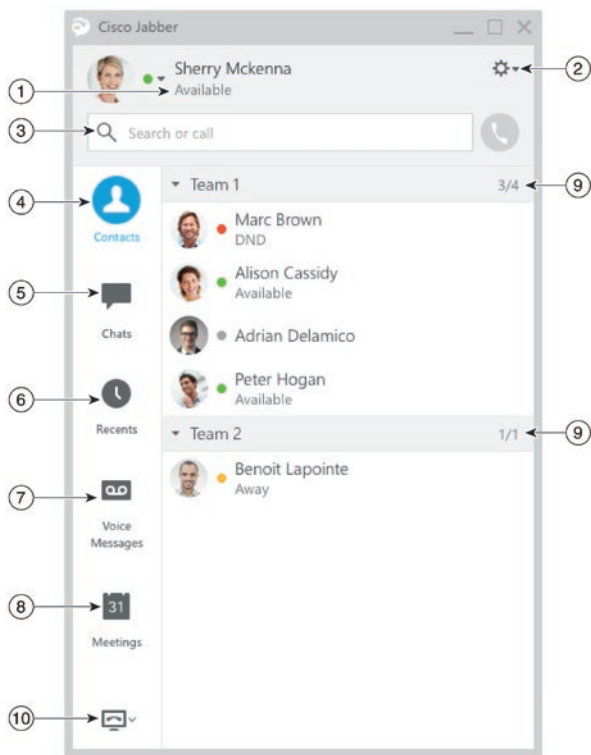 Cisco Jabber
Sherry Mckenna
1
Available
2
3
Search or call
4
Contacts
Team 1
3/4
9
Marc Brown
DND
5
Chats
Alison Cassidy
Available
Adrian Delamico
6
Recents
Peter Hogan
Available
Team 2
1/1
9
7
Voice
Messages
Benoit Lapointe
Away
8
31
Meetings
10